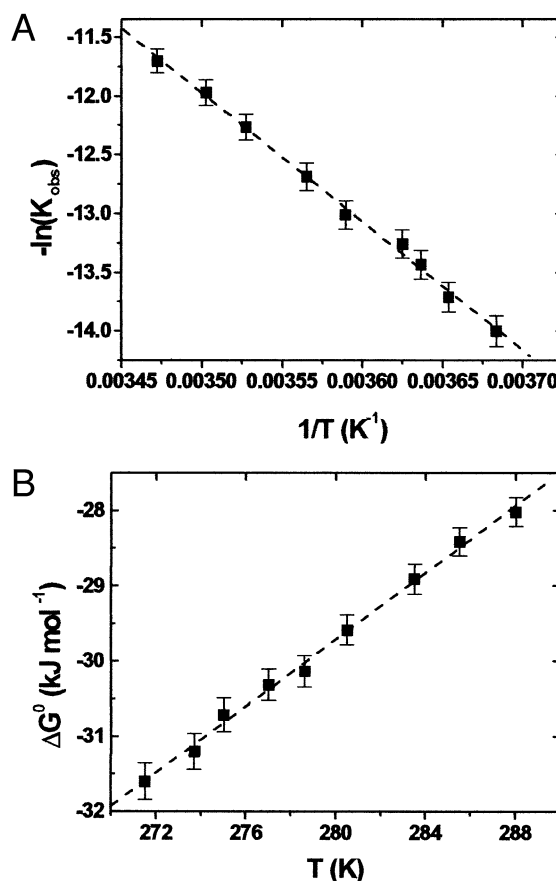 A
-11.5
-12.0
-12.5
-13.0
-13.5
-14.0
-ln(K_obs)
0.00345 0.00350 0.00355 0.00360 0.00365 0.00370
1/T (K⁻¹)
B
-28
-29
-30
-31
-32
ΔG⁰ (kJ mol⁻¹)
272 276 280 284 288
T (K)